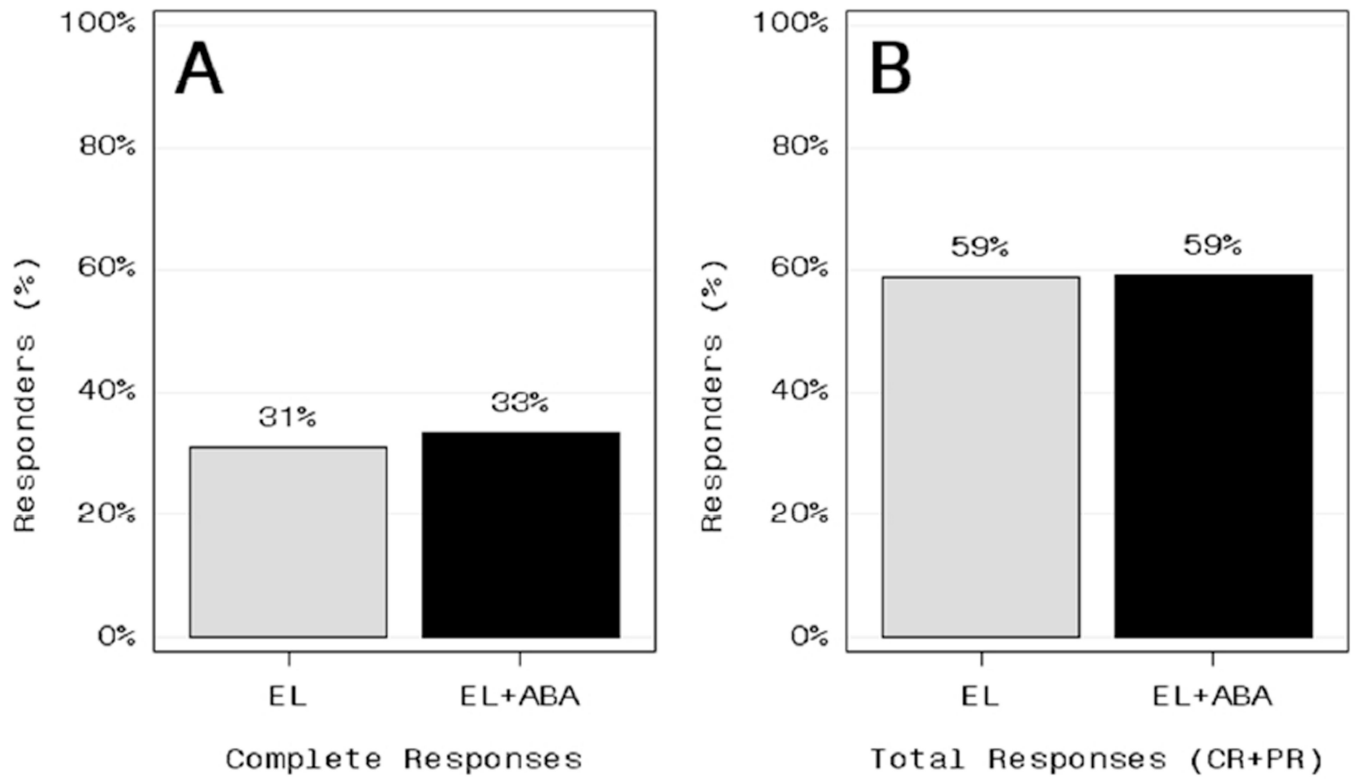 A
Responders (%)
100%
80%
60%
40%
20%
0%
31%
33%
EL
EL+ABA
Complete Responses
B
Responders (%)
100%
80%
60%
40%
20%
0%
59%
59%
EL
EL+ABA
Total Responses (CR+PR)